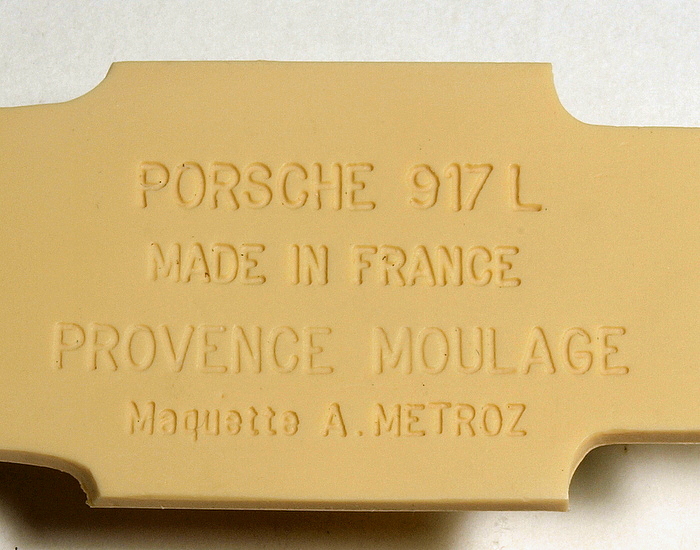 PORSCHE 917 L
MADE IN FRANCE
PROVENCE MOULAGE
Maquette A.METROZ